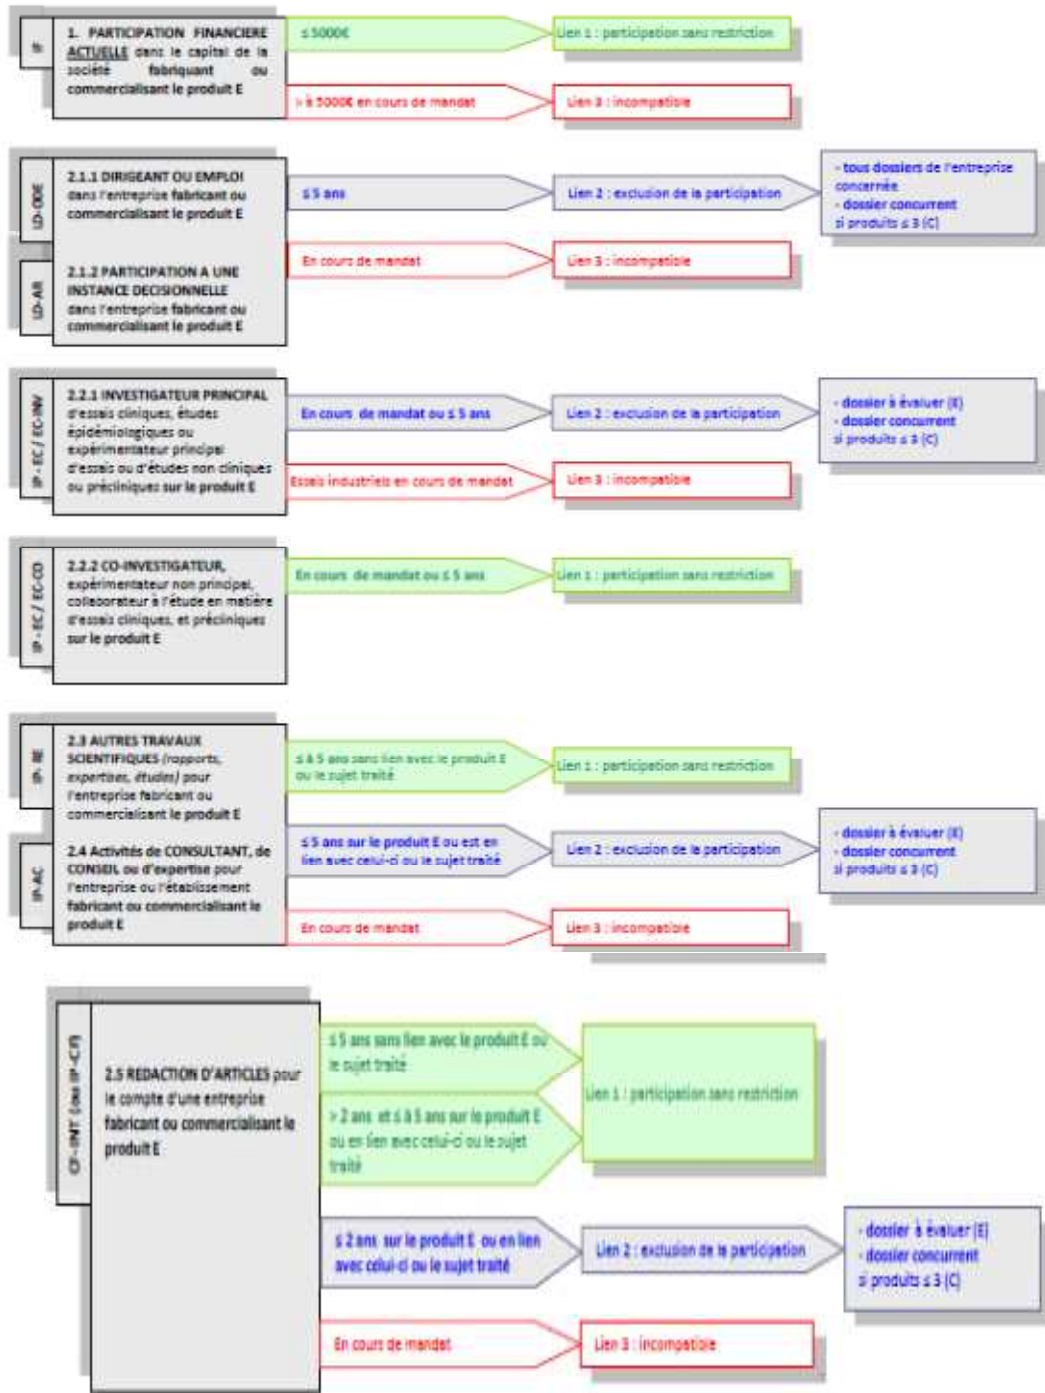 IF
1. PARTICIPATION FINANCIERE
ACTUELLE dans le capital de la
société fabriquant ou
commercialisant le produit E
≤ 5000€
Lien 1 : participation sans restriction
> à 5000€ en cours de mandat
Lien 3 : incompatible
LD-DDE
2.1.1 DIRIGEANT OU EMPLOI
dans l'entreprise fabricant ou
commercialisant le produit E
≤ 5 ans
Lien 2 : exclusion de la participation
- tous dossiers de l'entreprise
concernée
- dossier concurrent
si produits ≤ 3 (C)
LD-AR
2.1.2 PARTICIPATION A UNE
INSTANCE DECISIONNELLE
dans l'entreprise fabricant ou
commercialisant le produit E
En cours de mandat
Lien 3 : incompatible
IP - EC / EC-INV
2.2.1 INVESTIGATEUR PRINCIPAL
d'essais cliniques, études
épidémiologiques ou
expérimentateur principal
d'essais ou d'études non cliniques
ou précliniques sur le produit E
En cours de mandat ou ≤ 5 ans
Lien 2 : exclusion de la participation
- dossier à évaluer (E)
- dossier concurrent
si produits ≤ 3 (C)
Essais industriels en cours de mandat
Lien 3 : incompatible
IP - EC / EC-CO
2.2.2 CO-INVESTIGATEUR,
expérimentateur non principal,
collaborateur à l'étude en matière
d'essais cliniques, et précliniques
sur le produit E
En cours de mandat ou ≤ 5 ans
Lien 1 : participation sans restriction
IP- RE
2.3 AUTRES TRAVAUX
SCIENTIFIQUES (rapports,
expertises, études) pour
l'entreprise fabricant ou
commercialisant le produit E
≤ à 5 ans sans lien avec le produit E
ou le sujet traité
Lien 1 : participation sans restriction
IP-AC
2.4 Activités de CONSULTANT, de
CONSEIL ou d'expertise pour
l'entreprise ou l'établissement
fabricant ou commercialisant le
produit E
≤ 5 ans sur le produit E ou est en
lien avec celui-ci ou le sujet traité
Lien 2 : exclusion de la participation
- dossier à évaluer (E)
- dossier concurrent
si produits ≤ 3 (C)
En cours de mandat
Lien 3 : incompatible
CF-INT (ou IP-CF)
2.5 REDACTION D'ARTICLES pour
le compte d'une entreprise
fabricant ou commercialisant le
produit E
≤ 5 ans sans lien avec le produit E ou
le sujet traité
> 2 ans et ≤ à 5 ans sur le produit E
ou en lien avec celui-ci ou le sujet
traité
Lien 1 : participation sans restriction
≤ 2 ans sur le produit E ou en lien
avec celui-ci ou le sujet traité
Lien 2 : exclusion de la participation
- dossier à évaluer (E)
- dossier concurrent
si produits ≤ 3 (C)
En cours de mandat
Lien 3 : incompatible